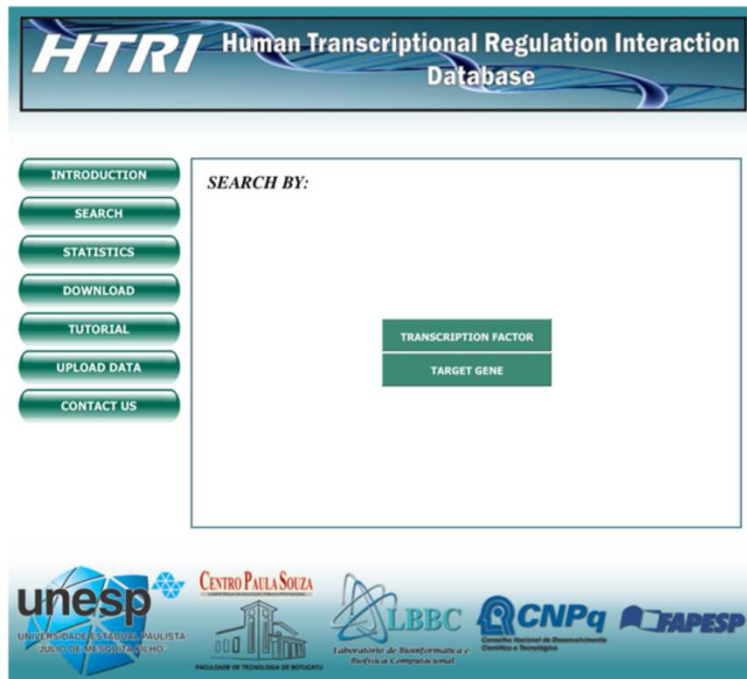 HTRI
Human Transcriptional Regulation Interaction
Database
INTRODUCTION
SEARCH
STATISTICS
DOWNLOAD
TUTORIAL
UPLOAD DATA
CONTACT US
SEARCH BY:
TRANSCRIPTION FACTOR
TARGET GENE
unesp
UNIVERSIDADE ESTADUAL PAULISTA
"JÚLIO DE MESQUITA FILHO"
CENTRO PAULA SOUZA
FACULDADE DE TECNOLOGIA DE BOTUCATU
LBBC
Laboratório de Bioinformática e
Biofísica Computacional
CNPq
Conselho Nacional de Desenvolvimento
Científico e Tecnológico
FAPESP